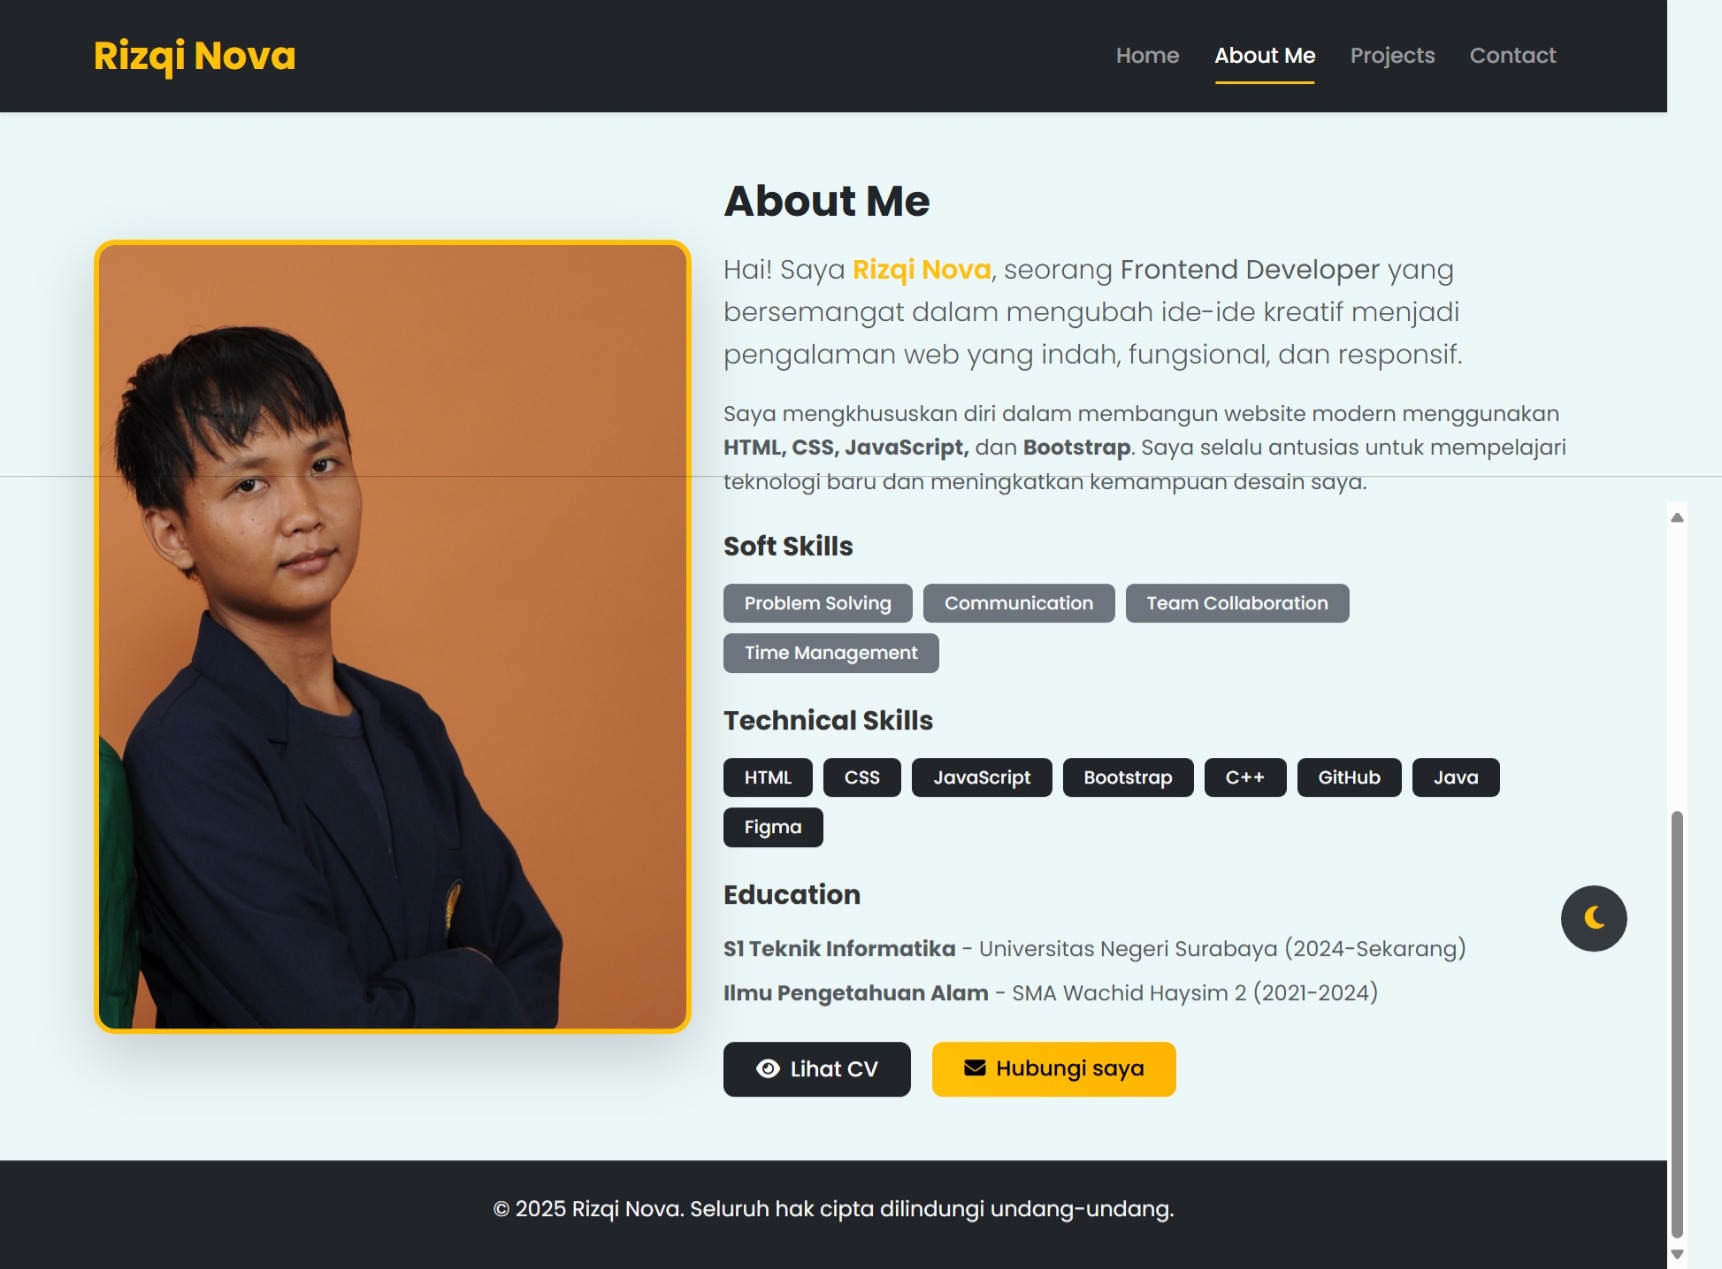 Rizqi Nova
Home About Me Projects Contact
About Me
Hai! Saya Rizqi Nova, seorang Frontend Developer yang
bersemangat dalam mengubah ide-ide kreatif menjadi
pengalaman web yang indah, fungsional, dan responsif.
Saya mengkhususkan diri dalam membangun website modern menggunakan
HTML, CSS, JavaScript, dan Bootstrap. Saya selalu antusias untuk mempelajari
teknologi baru dan meningkatkan kemampuan desain saya.
Soft Skills
Problem Solving Communication Team Collaboration
Time Management
Technical Skills
HTML CSS JavaScript Bootstrap C++ GitHub Java
Figma
Education
S1 Teknik Informatika - Universitas Negeri Surabaya (2024-Sekarang)
Ilmu Pengetahuan Alam - SMA Wachid Haysim 2 (2021-2024)
Lihat CV Hubungi saya
© 2025 Rizqi Nova. Seluruh hak cipta dilindungi undang-undang.